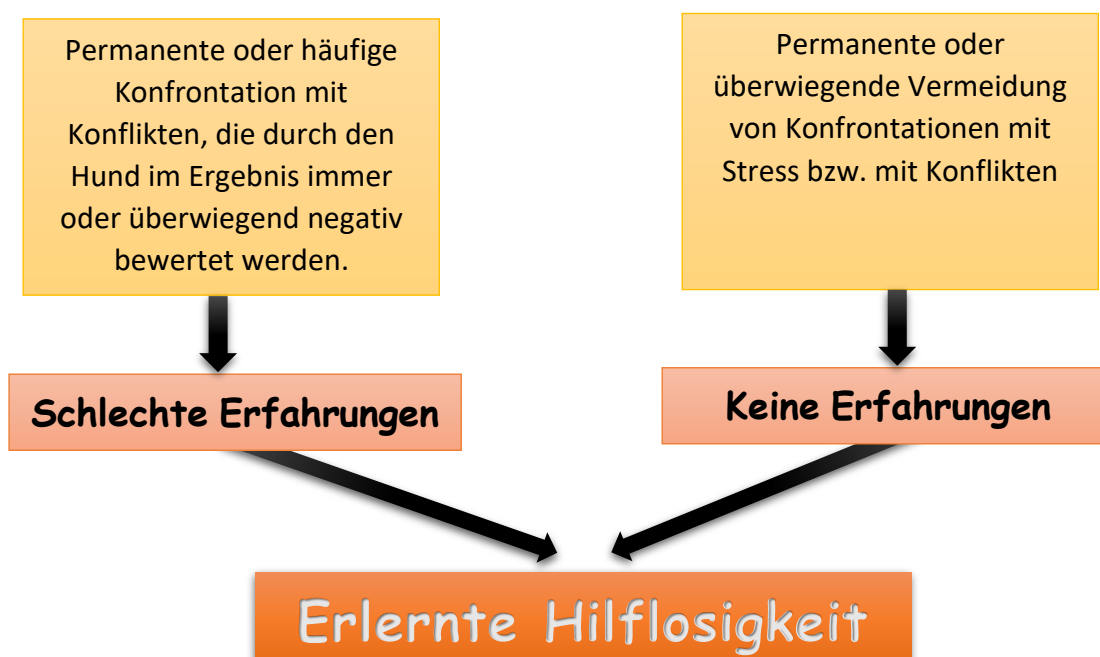 Permanente oder häufige
Konfrontation mit
Konflikten, die durch den
Hund im Ergebnis immer
oder überwiegend negativ
bewertet werden.
Permanente oder
überwiegende Vermeidung
von Konfrontationen mit
Stress bzw. mit Konflikten
Schlechte Erfahrungen
Keine Erfahrungen
Erlernte Hilflosigkeit